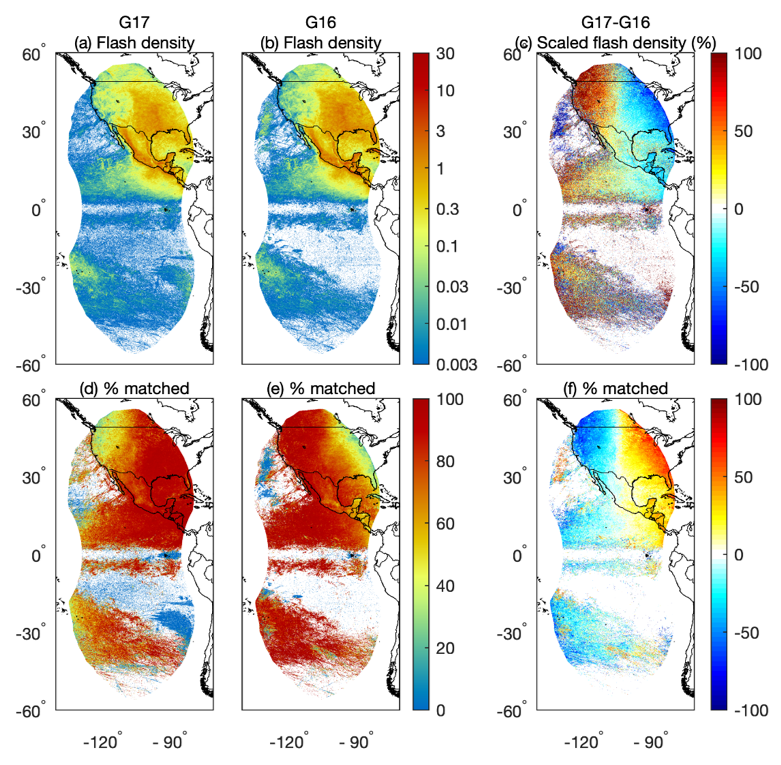 G17 G16 G17-G16
(a) Flash density (b) Flash density (c) Scaled flash density (%)
60° 30 100
30° 10 50
3
1
0° 0.3 0
0.1
-30° 0.03 -50
0.01
-60° 0.003 -100
(d) % matched (e) % matched (f) % matched
60° 100 100
80
30° 50
60
0° 0
40
-30° 20 -50
-60° 0 -100
-120° - 90° -120° - 90° -120° - 90°